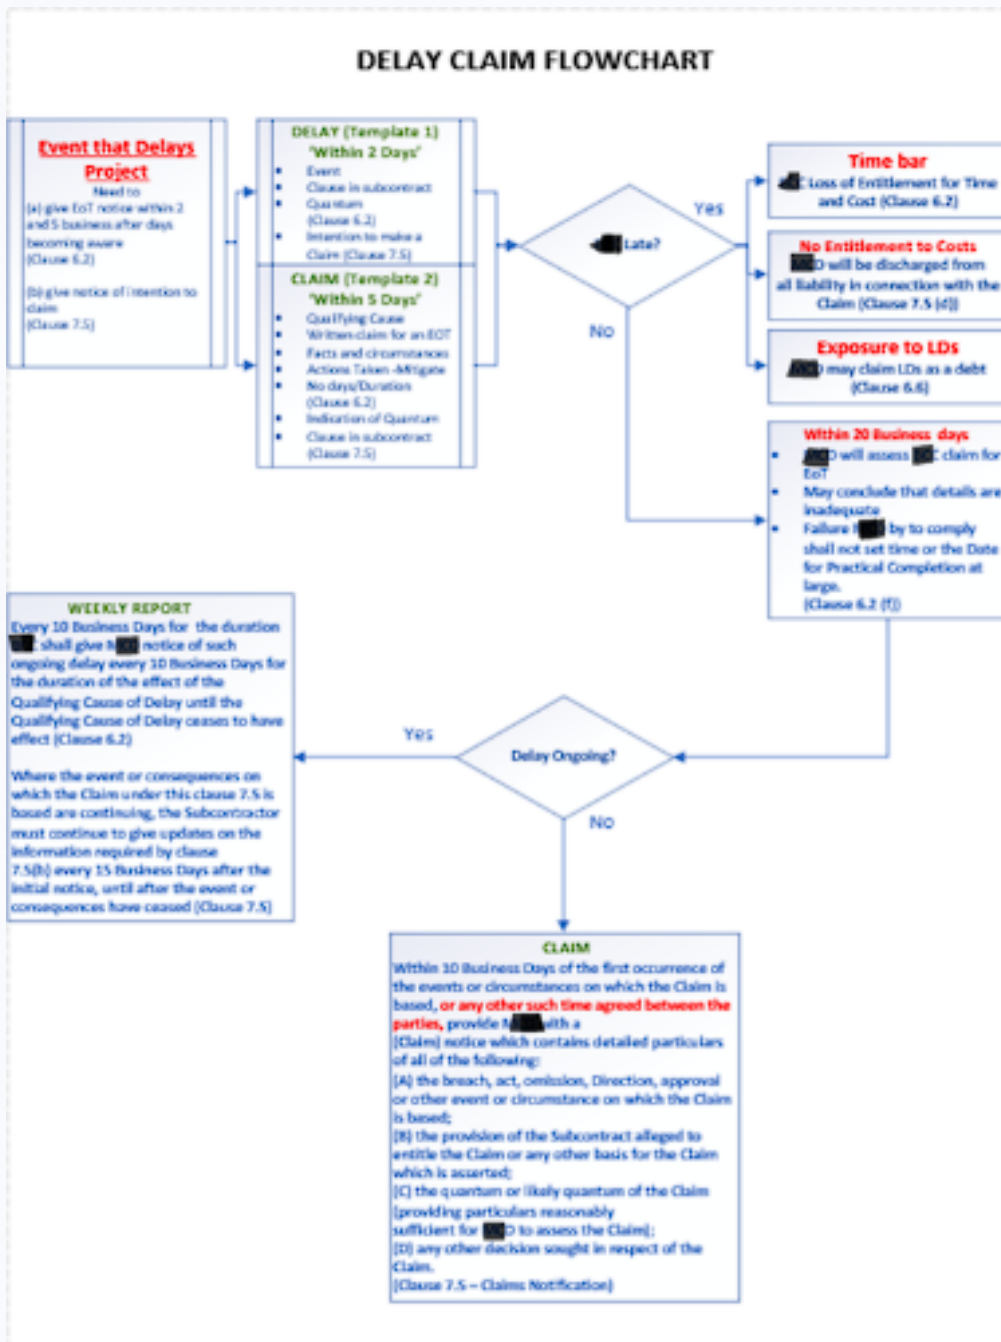 DELAY CLAIM FLOWCHART
Event that Delays
Project
Need to
(a) give EoT notice within 2
and 5 business after days
becoming aware
(Clause 6.2)
(b) give notice of intention to
claim
(Clause 7.5)
DELAY (Template 1)
'Within 2 Days'
Event
Clause in subcontract
Quantum
(Clause 6.2)
Intention to make a
Claim (Clause 7.5)
CLAIM (Template 2)
'Within 5 Days'
Qualifying Cause
Written claim for an EOT
Facts and circumstances
Actions Taken -Mitigate
No days/Duration
(Clause 6.2)
Indication of Quantum
Clause in subcontract
(Clause 7.5)
Late?
Yes
No
Time bar
Loss of Entitlement for Time
and Cost (Clause 6.2)
No Entitlement to Costs
will be discharged from
all liability in connection with the
Claim (Clause 7.5 (d))
Exposure to LDs
may claim LDs as a debt
(Clause 6.6)
Within 20 Business days
will assess claim for
EoT
May conclude that details are
inadequate
Failure by to comply
shall not set time or the Date
for Practical Completion at
large.
(Clause 6.2 (f))
WEEKLY REPORT
Every 10 Business Days for the duration
shall give notice of such
ongoing delay every 10 Business Days for
the duration of the effect of the
Qualifying Cause of Delay until the
Qualifying Cause of Delay ceases to have
effect (Clause 6.2)
Where the event or consequences on
which the Claim under this clause 7.5 is
based are continuing, the Subcontractor
must continue to give updates on the
information required by clause
7.5(b) every 15 Business Days after the
initial notice, until after the event or
consequences have ceased (Clause 7.5)
Yes
Delay Ongoing?
No
CLAIM
Within 10 Business Days of the first occurrence of
the events or circumstances on which the Claim is
based, or any other such time agreed between the
parties, provide with a
(Claim) notice which contains detailed particulars
of all of the following:
(A) the breach, act, omission, Direction, approval
or other event or circumstance on which the Claim
is based;
(B) the provision of the Subcontract alleged to
entitle the Claim or any other basis for the Claim
which is asserted;
(C) the quantum or likely quantum of the Claim
(providing particulars reasonably
sufficient for to assess the Claim);
(D) any other decision sought in respect of the
Claim.
(Clause 7.5 – Claims Notification)